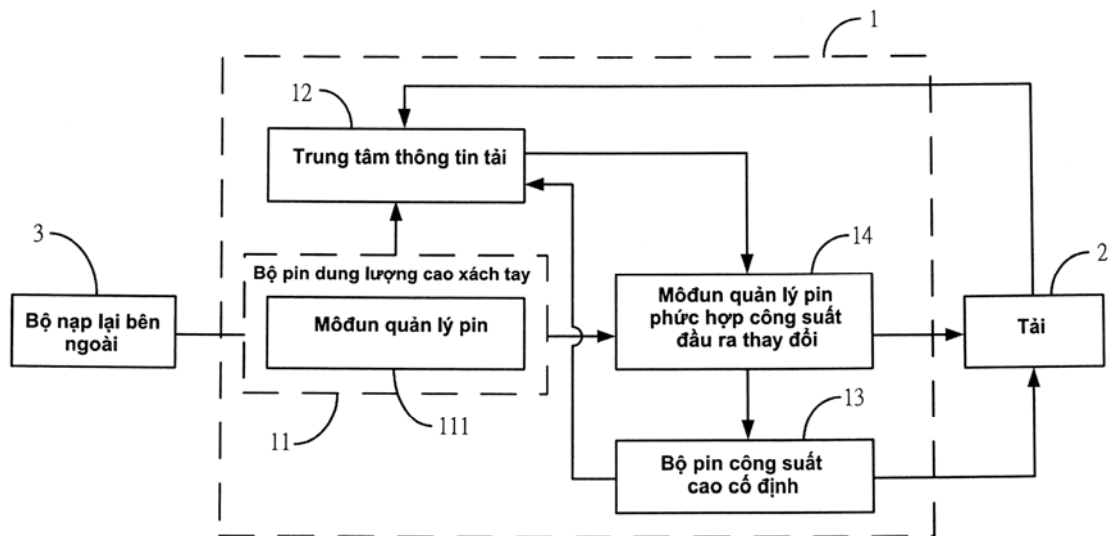 1
12
Trung tâm thông tin tải
3
14
2
Bộ pin dung lượng cao xách tay
Bộ nạp lại bên
ngoài
Môđun quản lý pin
Môđun quản lý pin
phức hợp công suất
đầu ra thay đổi
Tải
11
111
13
Bộ pin công suất
cao cố định